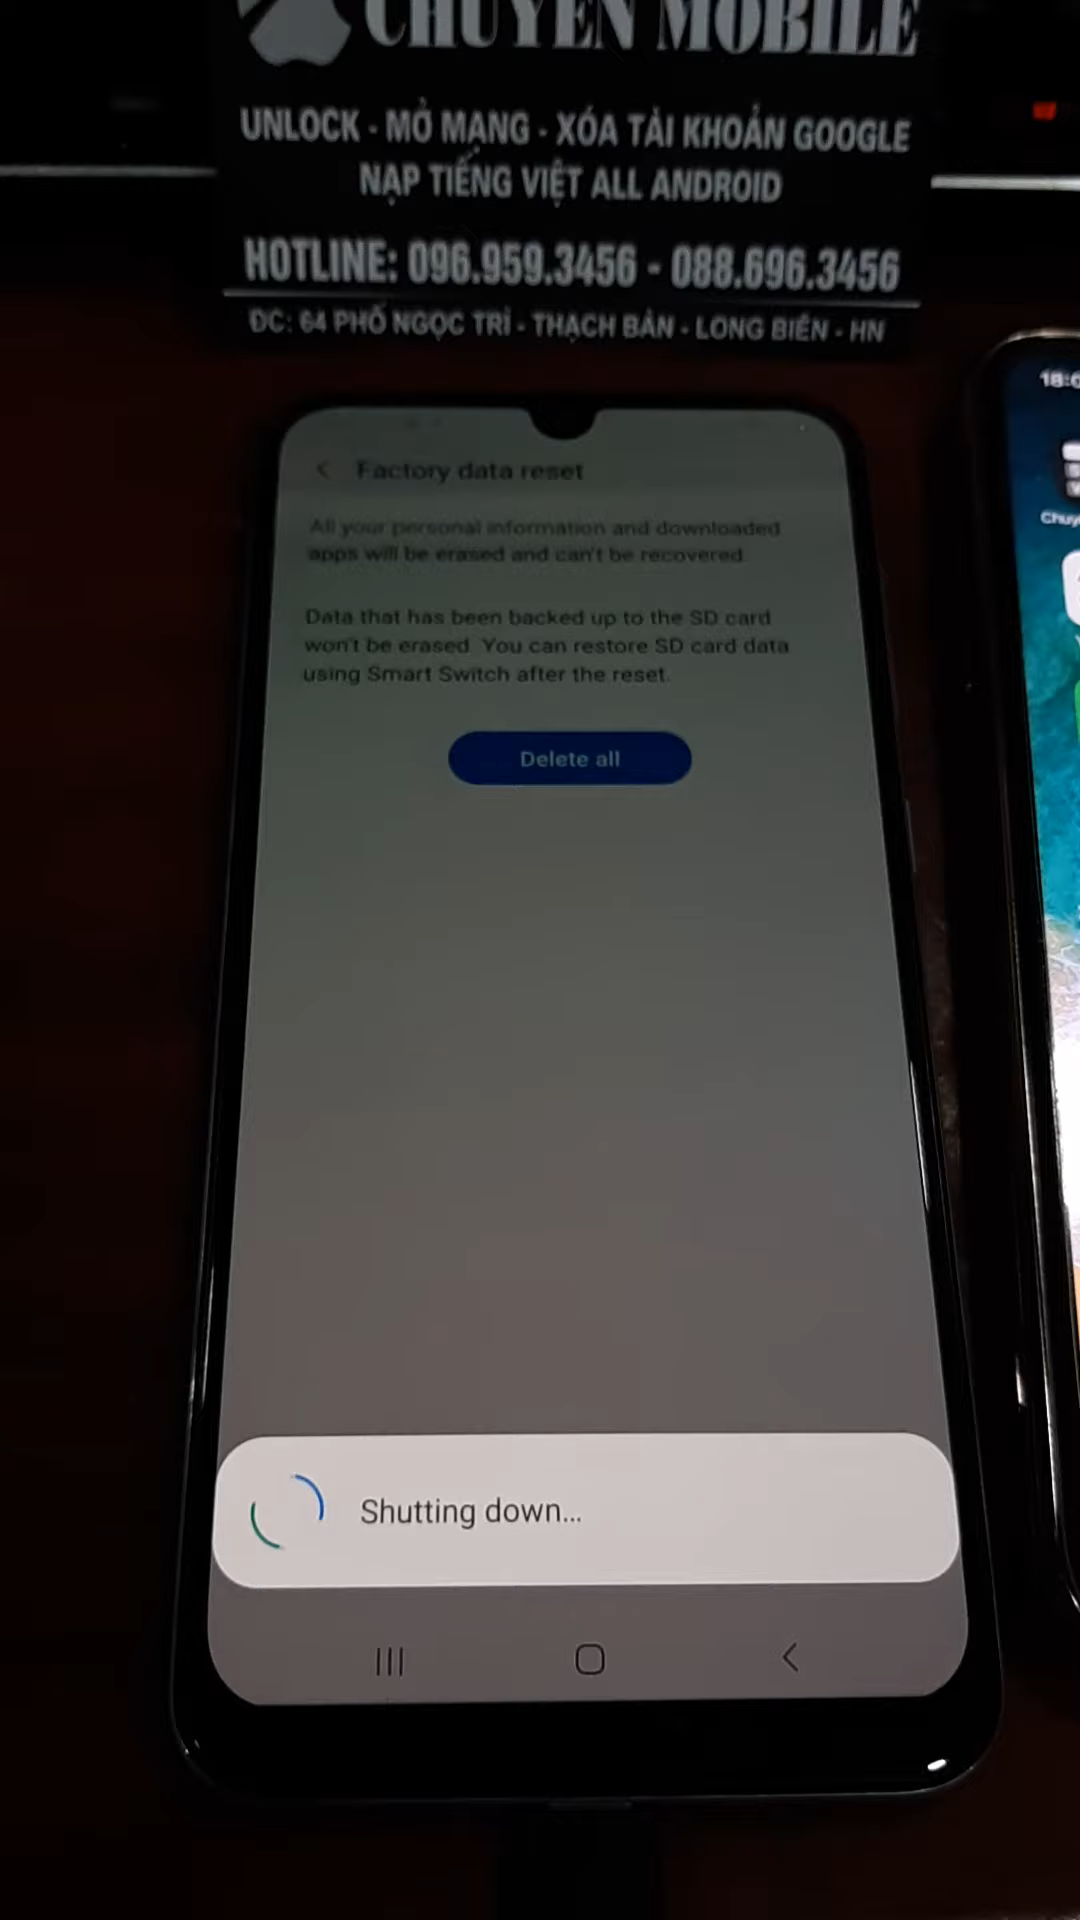 CHUYÊN MOBILE
UNLOCK - MỞ MẠNG - XÓA TÀI KHOẢN GOOGLE
NẠP TIẾNG VIỆT ALL ANDROID
HOTLINE: 096.959.3456 - 088.696.3456
ĐC: 64 PHỐ NGỌC TRÌ - THẠCH BÀN - LONG BIÊN - HN
Factory data reset
All your personal information and downloaded
apps will be erased and can't be recovered.
Data that has been backed up to the SD card
won't be erased. You can restore SD card data
using Smart Switch after the reset.
Delete all
Shutting down...